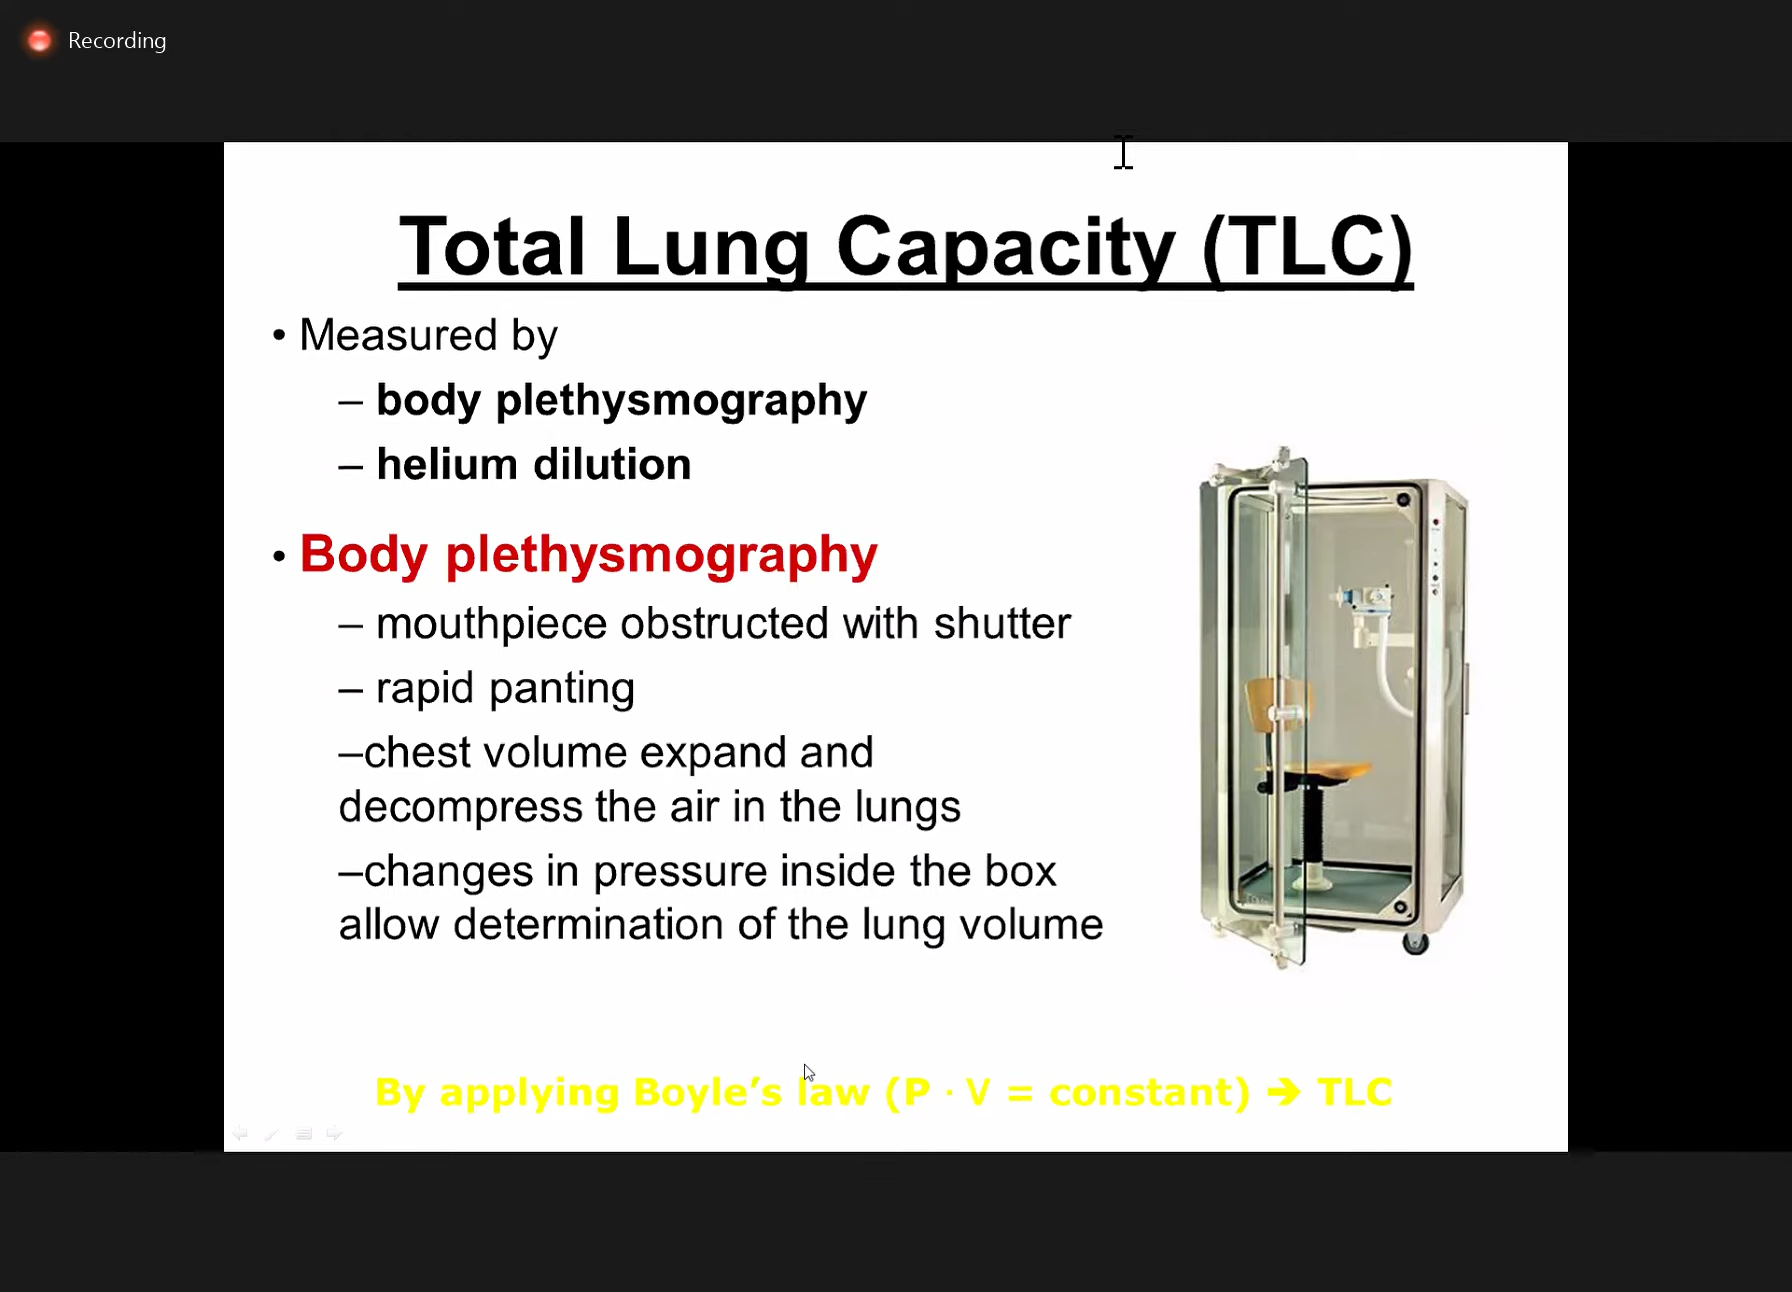 Recording
Total Lung Capacity (TLC)
• Measured by
– body plethysmography
– helium dilution
• Body plethysmography
– mouthpiece obstructed with shutter
– rapid panting
–chest volume expand and
decompress the air in the lungs
–changes in pressure inside the box
allow determination of the lung volume
By applying Boyle’s law (P · V = constant) ➔ TLC